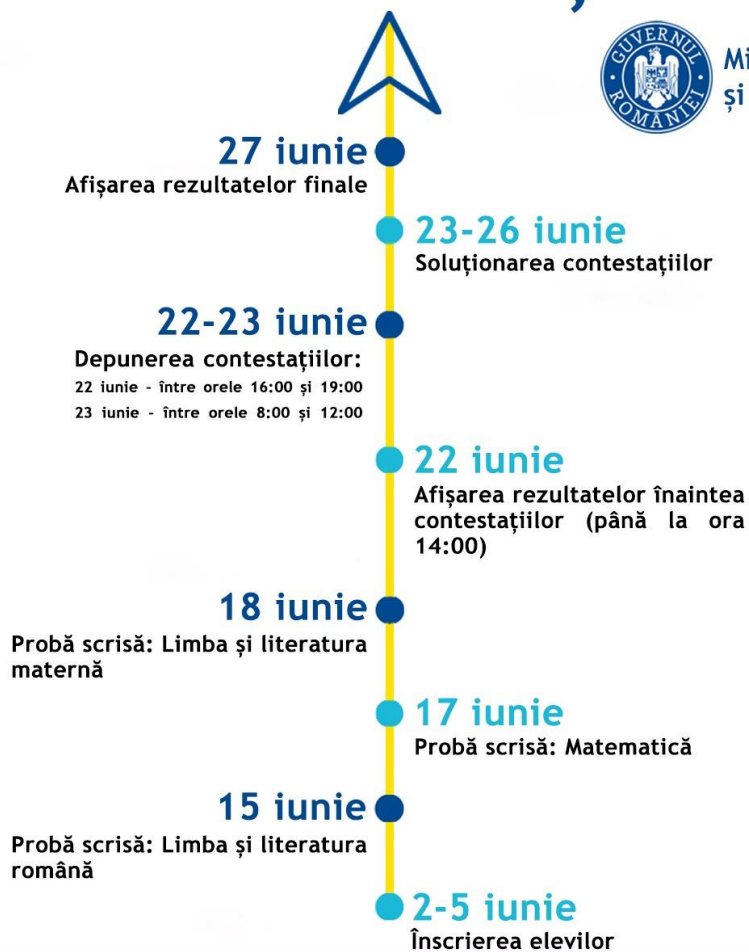 GUVERNUL ROMÂNIEI
și
27 iunie
Afișarea rezultatelor finale
23-26 iunie
Soluționarea contestațiilor
22-23 iunie
Depunerea contestațiilor:
22 iunie - între orele 16:00 și 19:00
23 iunie - între orele 8:00 și 12:00
22 iunie
Afișarea rezultatelor înaintea
contestațiilor (până la ora
14:00)
18 iunie
Probă scrisă: Limba și literatura
maternă
17 iunie
Probă scrisă: Matematică
15 iunie
Probă scrisă: Limba și literatura
română
2-5 iunie
Înscrierea elevilor